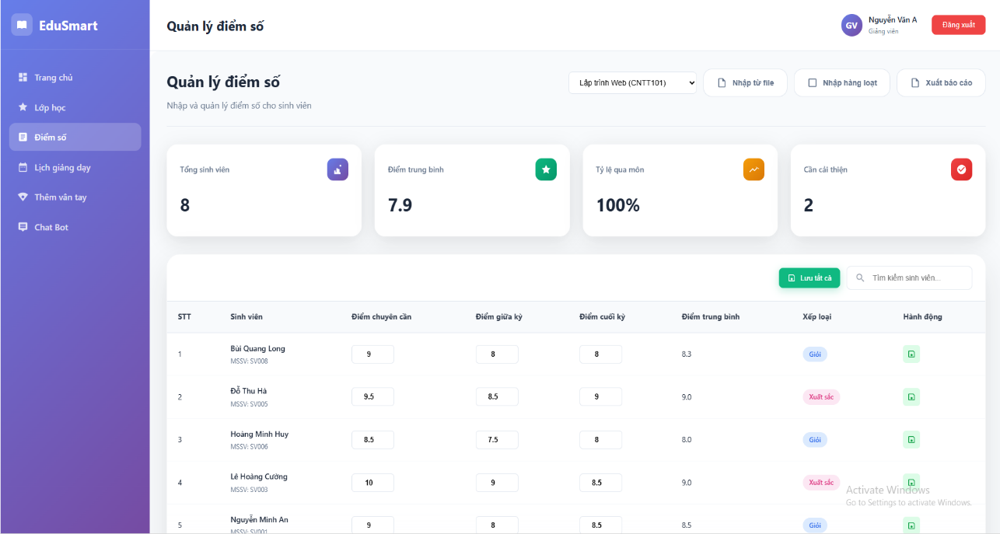 EduSmart
Trang chủ
Lớp học
Điểm số
Lịch giảng dạy
Thêm vân tay
Chat Bot
Quản lý điểm số
GV
Nguyễn Văn A
Giảng viên
Đăng xuất
Quản lý điểm số
Nhập và quản lý điểm số cho sinh viên
Lập trình Web (CNTT101)
Nhập từ file
Nhập hàng loạt
Xuất báo cáo
Tổng sinh viên
8
Điểm trung bình
7.9
Tỷ lệ qua môn
100%
Cần cải thiện
2
Lưu tất cả
Tìm kiếm sinh viên...
STT Sinh viên Điểm chuyên cần Điểm giữa kỳ Điểm cuối kỳ Điểm trung bình Xếp loại Hành động
1 Bùi Quang Long 9 8 8 8.3 Giỏi
MSSV: SV008
2 Đỗ Thu Hà 9.5 8.5 9 9.0 Xuất sắc
MSSV: SV005
3 Hoàng Minh Huy 8.5 7.5 8 8.0 Giỏi
MSSV: SV006
4 Lê Hoàng Cường 10 9 8.5 9.0 Xuất sắc
MSSV: SV003
5 Nguyễn Minh An 9 8 8.5 8.5 Giỏi
MSSV: SV001
Activate Windows
Go to Settings to activate Windows.